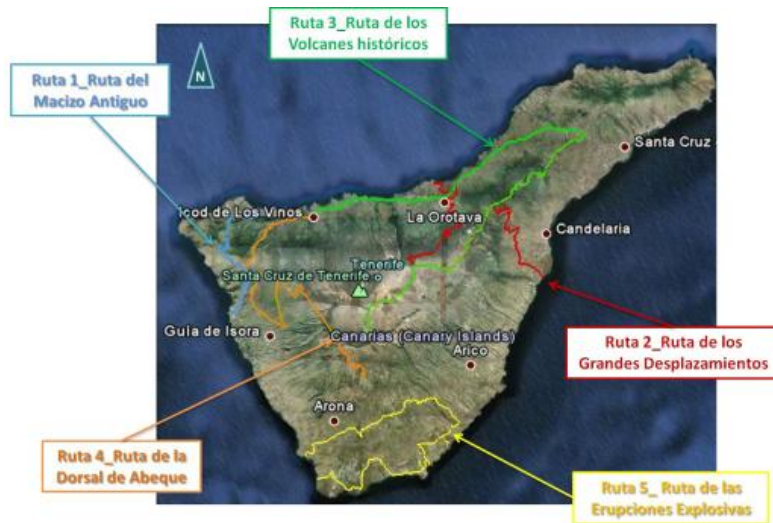 Ruta 3_Ruta de los
Volcanes históricos
Ruta 1_Ruta del
Macizo Antiguo
N
Santa Cruz
Icod de Los Vinos
La Orotava
Candelaria
Tenerife
Santa Cruz de Tenerife
Guía de Isora
Canarias (Canary Islands)
Arico
Ruta 2_Ruta de los
Grandes Desplazamientos
Arona
Ruta 4_Ruta de la
Dorsal de Abeque
Ruta 5_ Ruta de las
Erupciones Explosivas